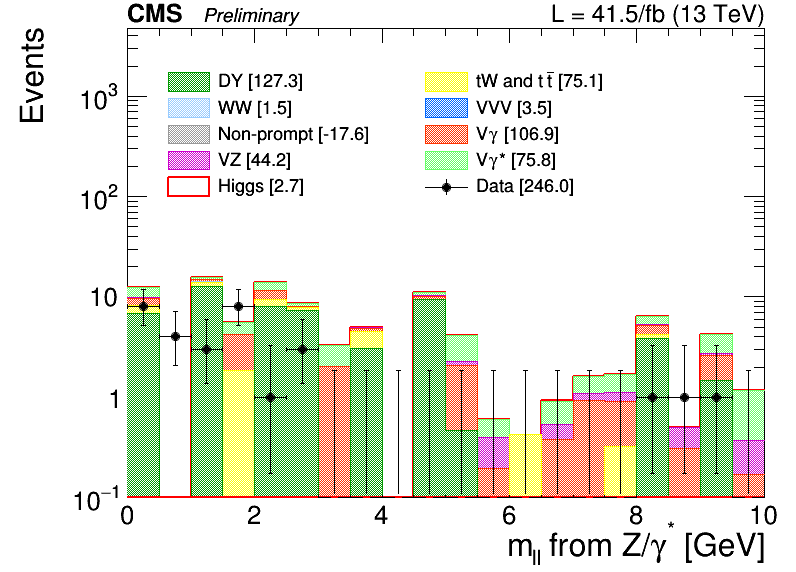 CMS Preliminary L = 41.5/fb (13 TeV)
Events
DY [127.3]
WW [1.5]
Non-prompt [-17.6]
VZ [44.2]
Higgs [2.7]
tW and tt̅ [75.1]
VVV [3.5]
Vγ [106.9]
Vγ* [75.8]
Data [246.0]
10³
10²
10
1
10⁻¹
0 2 4 6 8 10
m_ll from Z/γ* [GeV]